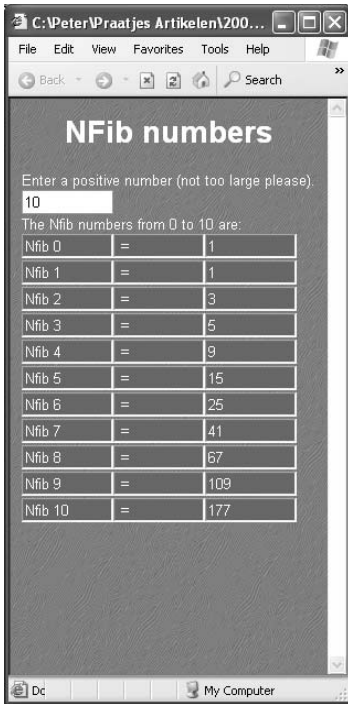 C:\Peter\Praatjes Artikelen\200...
File Edit View Favorites Tools Help
Back Search »
NFib numbers
Enter a positive number (not too large please).
10
The Nfib numbers from 0 to 10 are:
Nfib 0 = 1
Nfib 1 = 1
Nfib 2 = 3
Nfib 3 = 5
Nfib 4 = 9
Nfib 5 = 15
Nfib 6 = 25
Nfib 7 = 41
Nfib 8 = 67
Nfib 9 = 109
Nfib 10 = 177
Dc My Computer